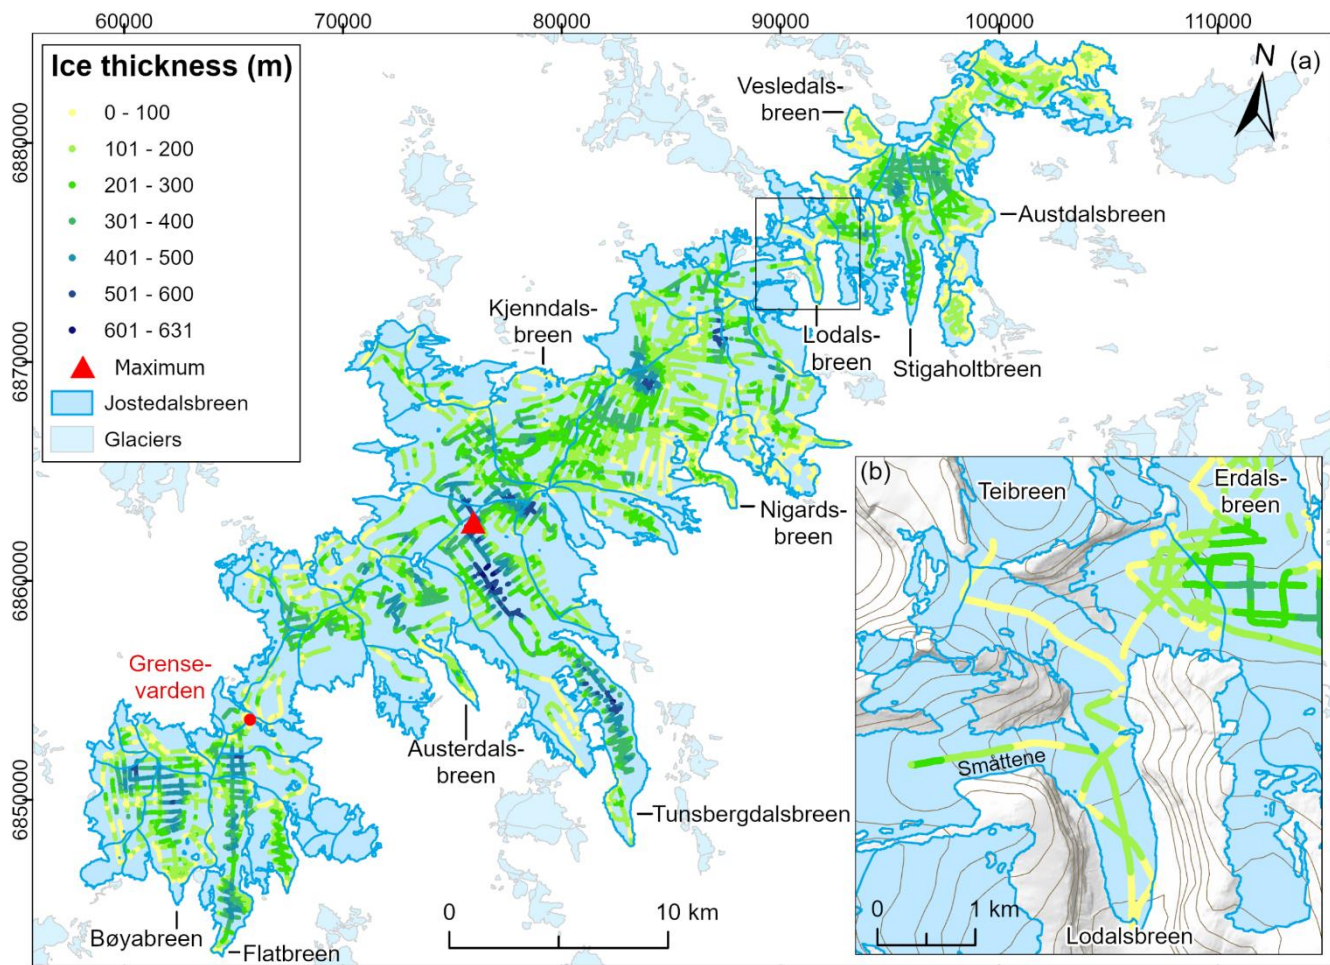 60000
70000
80000
90000
100000
110000
6880000
6870000
6860000
6850000
Ice thickness (m)
0 - 100
101 - 200
201 - 300
301 - 400
401 - 500
501 - 600
601 - 631
Maximum
Jostedalsbreen
Glaciers
N
(a)
Vesledals-
breen
Austdalsbreen
Kjenndals-
breen
Lodals-
breen
Stigaholtbreen
Nigards-
breen
Grense-
varden
Austerdals-
breen
Tunsbergdalsbreen
Bøyabreen
Flatbreen
0 10 km
(b)
Teibreen
Erdals-
breen
Småttene
0 1 km
Lodalsbreen